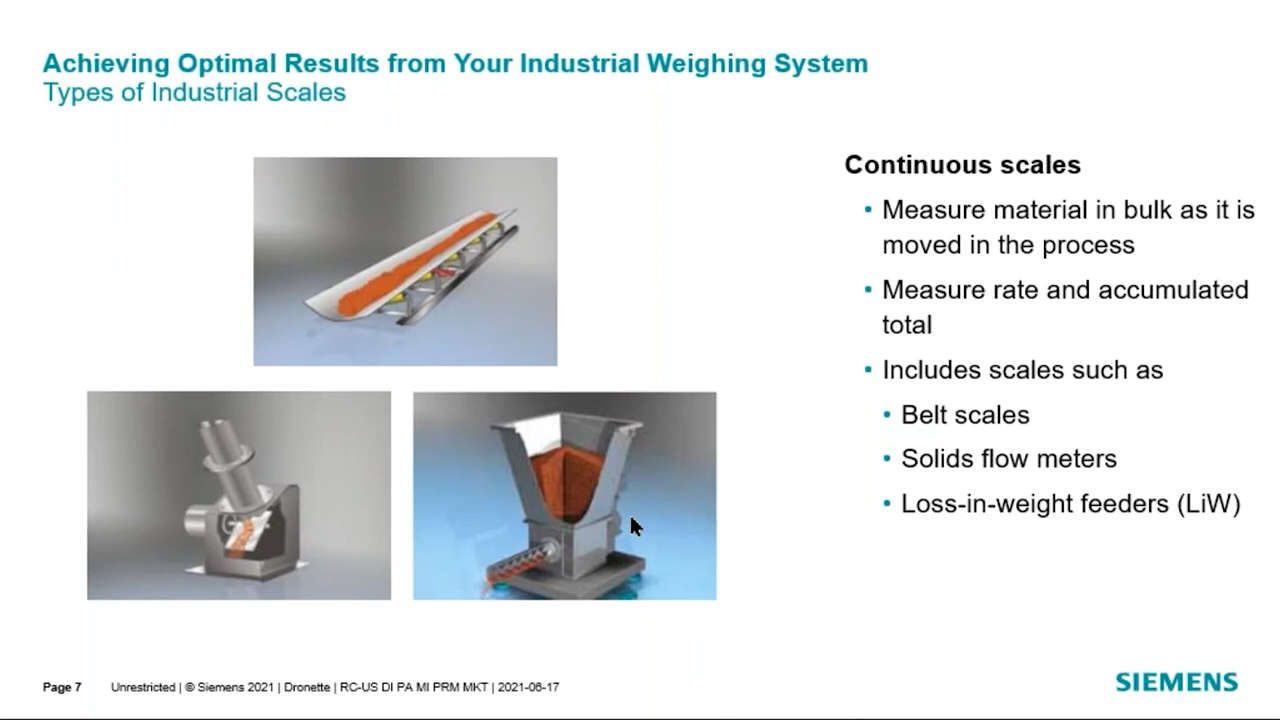 Achieving Optimal Results from Your Industrial Weighing System
Types of Industrial Scales
Continuous scales
• Measure material in bulk as it is
moved in the process
• Measure rate and accumulated
total
• Includes scales such as
• Belt scales
• Solids flow meters
• Loss-in-weight feeders (LiW)
Page 7 Unrestricted | © Siemens 2021 | Dronette | RC-US DI PA MI PRM MKT | 2021-06-17
SIEMENS